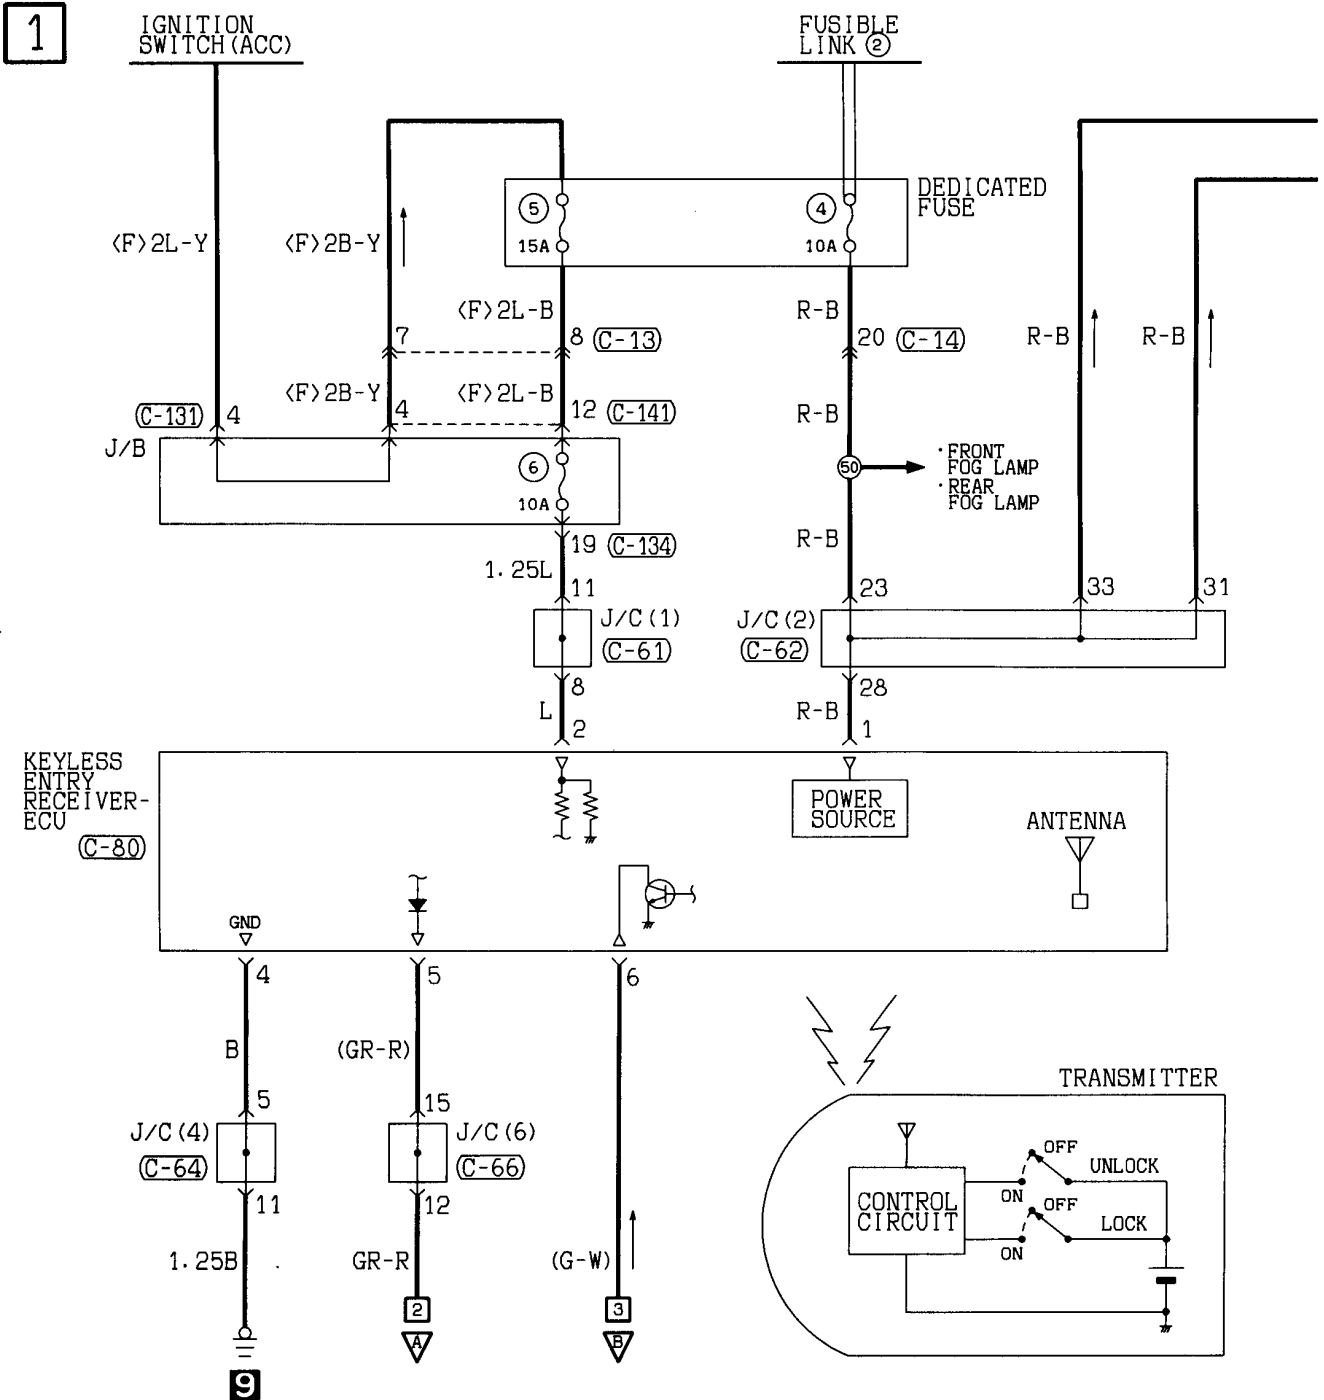 1
IGNITION
SWITCH(ACC)
FUSIBLE
LINK ②
DEDICATED
FUSE
⑤
15A
④
10A
〈F〉2L-Y
〈F〉2B-Y
〈F〉2L-B
R-B
7
8 (C-13)
20 (C-14)
R-B
R-B
〈F〉2B-Y
〈F〉2L-B
(C-131) 4
4
12 (C-141)
R-B
J/B
⑥
10A
50
・FRONT
FOG LAMP
・REAR
FOG LAMP
19 (C-134)
R-B
1.25L
11
23
33
31
J/C(1)
(C-61)
J/C(2)
(C-62)
8
28
L
2
R-B
1
KEYLESS
ENTRY
RECEIVER-
ECU
(C-80)
POWER
SOURCE
ANTENNA
GND
4
5
6
B
(GR-R)
TRANSMITTER
5
15
J/C(4)
(C-64)
J/C(6)
(C-66)
OFF
UNLOCK
ON
CONTROL
CIRCUIT
OFF
LOCK
ON
11
12
1.25B
GR-R
(G-W)
2
3
A
B
9